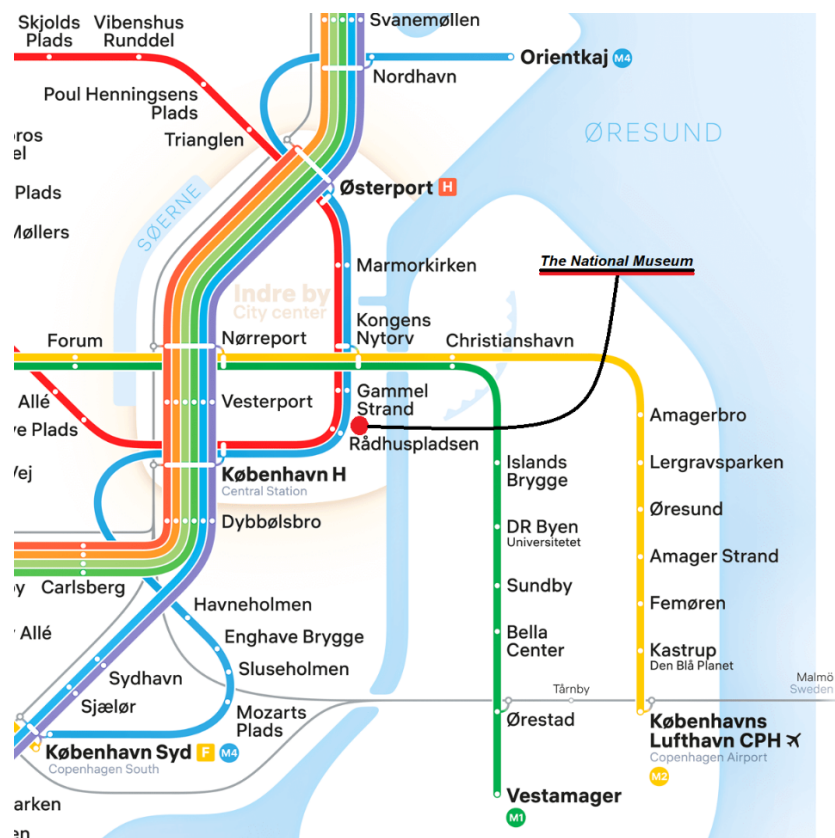 Skjolds
Plads
Vibenshus
Runddel
Svanemøllen
Orientkaj M4
Nordhavn
Poul Henningsens
Plads
Trianglen
ØRESUND
Plads
Østerport H
SØERNE
Møllers
Marmorkirken
The National Museum
Indre by
City center
Forum
Nørreport
Kongens
Nytorv
Christianshavn
Allé
Vesterport
Gammel
Strand
Amagerbro
ve Plads
Rådhuspladsen
Vej
København H
Central Station
Islands
Brygge
Lergravsparken
Dybbølsbro
DR Byen
Universitetet
Øresund
Amager Strand
Carlsberg
Sundby
Havneholmen
Femøren
Allé
Enghave Brygge
Bella
Center
Kastrup
Den Blå Planet
Sydhavn
Sluseholmen
Malmö
Sweden
Tårnby
Sjælør
Mozarts
Plads
Ørestad
Københavns
Lufthavn CPH
Copenhagen Airport
M2
København Syd F M4
Copenhagen South
Vestamager
M1
arken